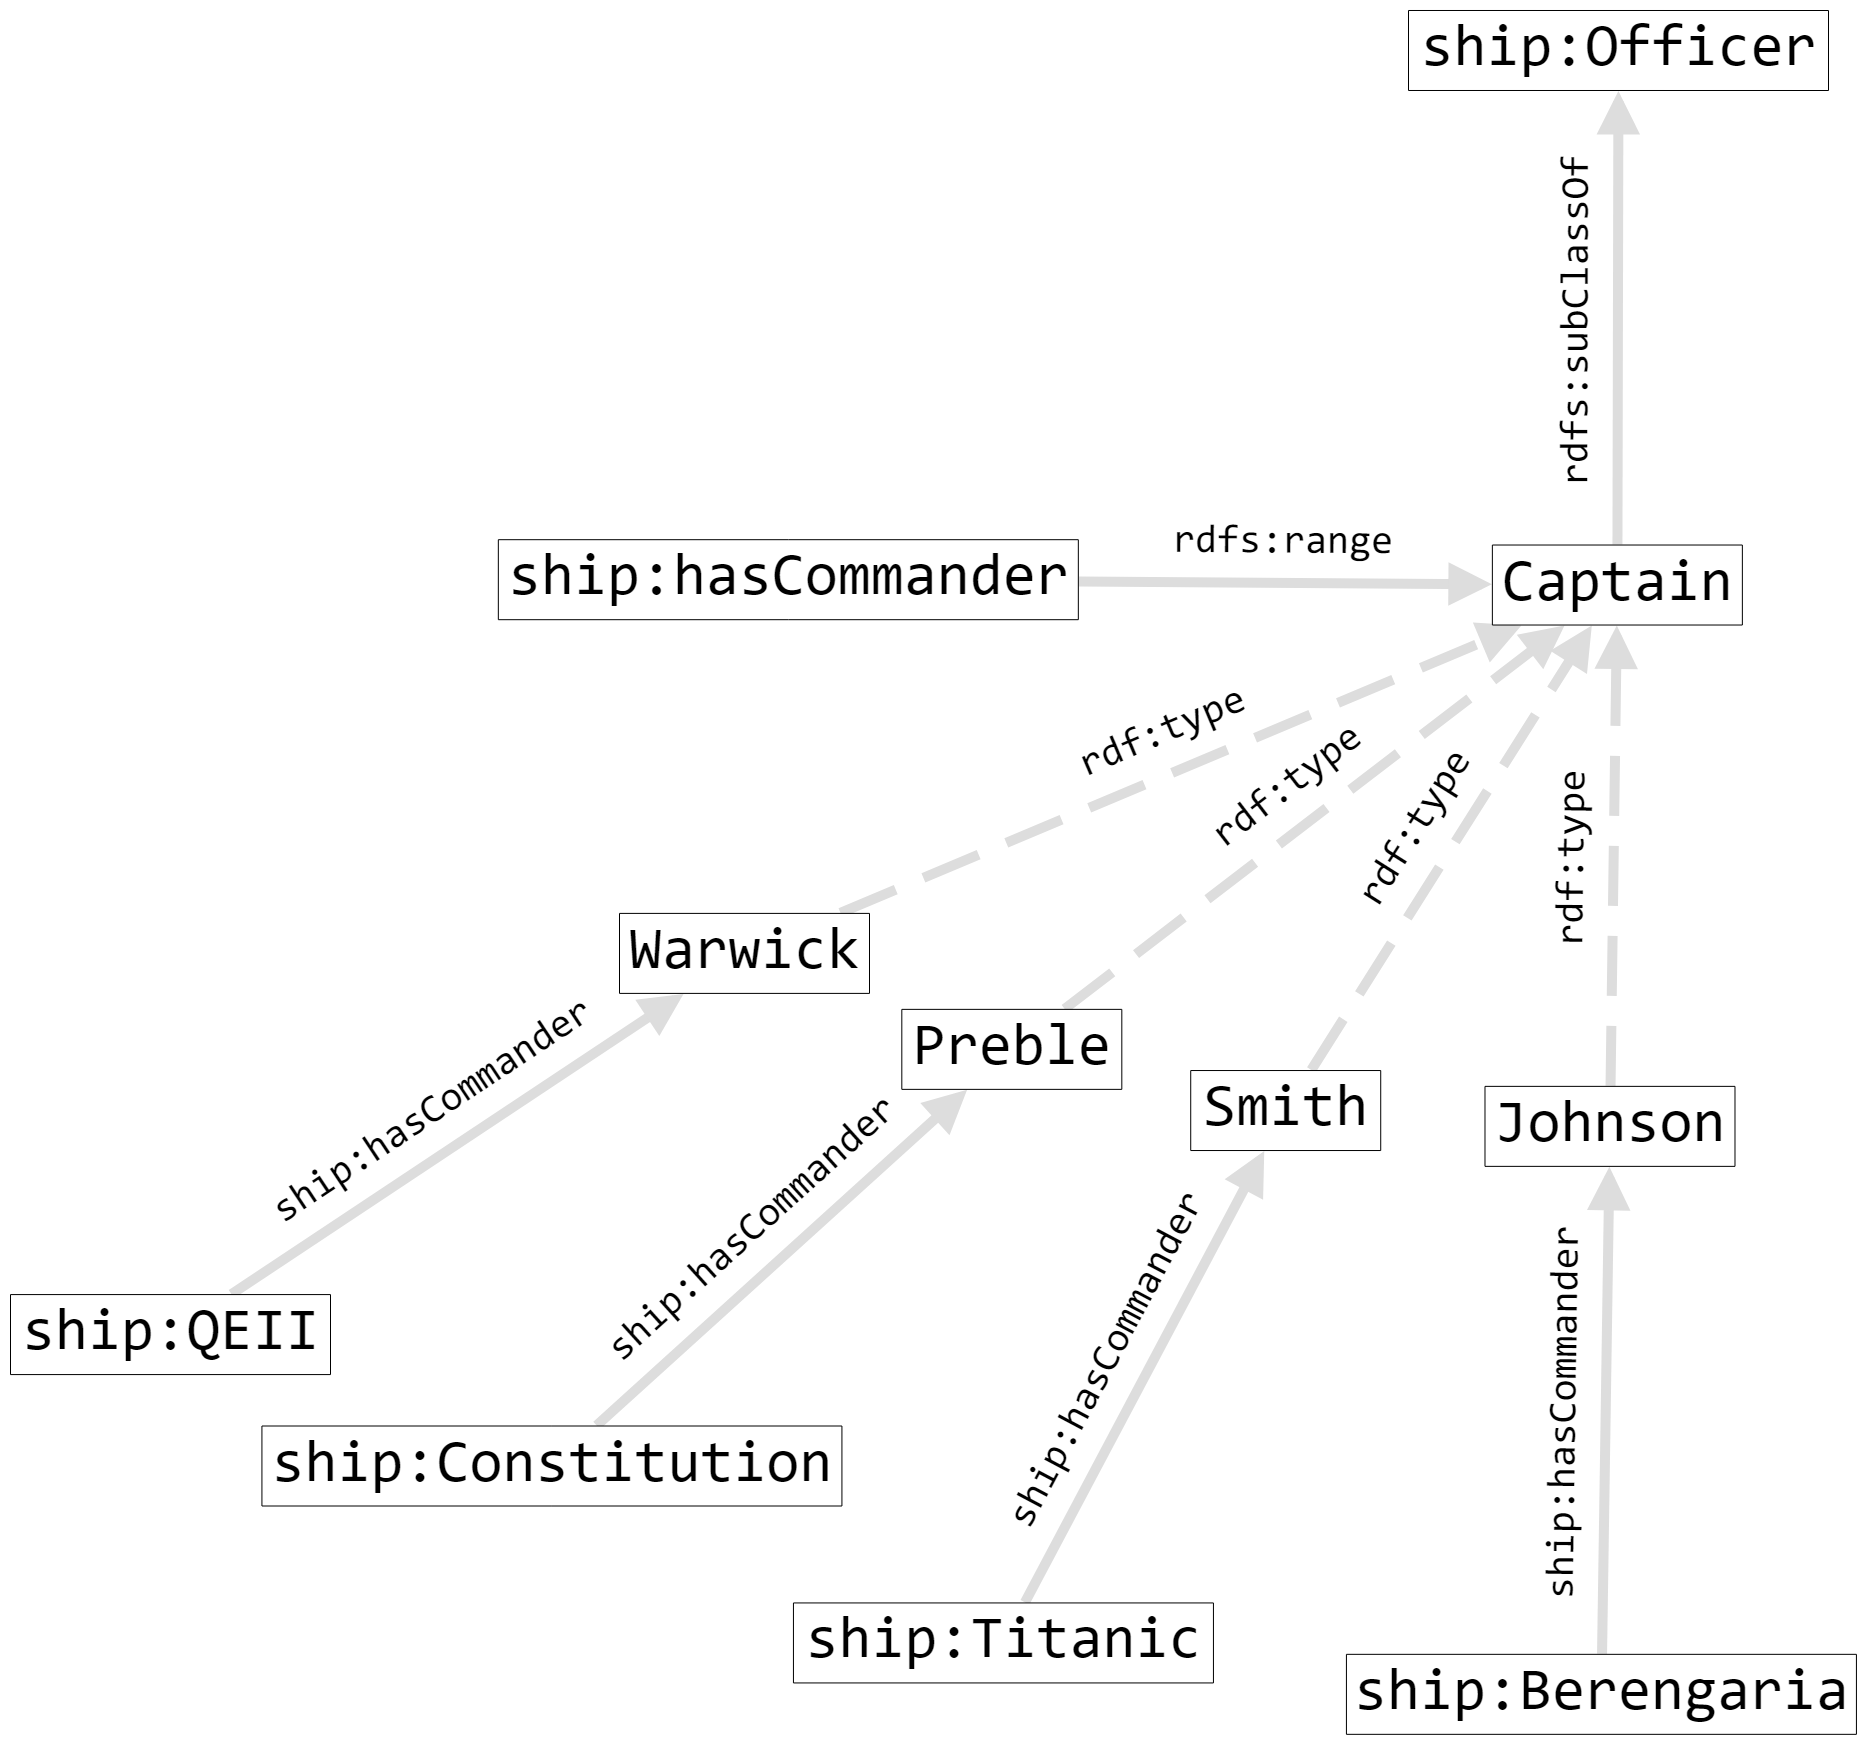 ship:Officer
rdfs:subClassOf
rdfs:range
ship:hasCommander
Captain
rdf:type
rdf:type
rdf:type
rdf:type
Warwick
Preble
Smith
Johnson
ship:hasCommander
ship:hasCommander
ship:hasCommander
ship:hasCommander
ship:QEII
ship:Constitution
ship:Titanic
ship:Berengaria